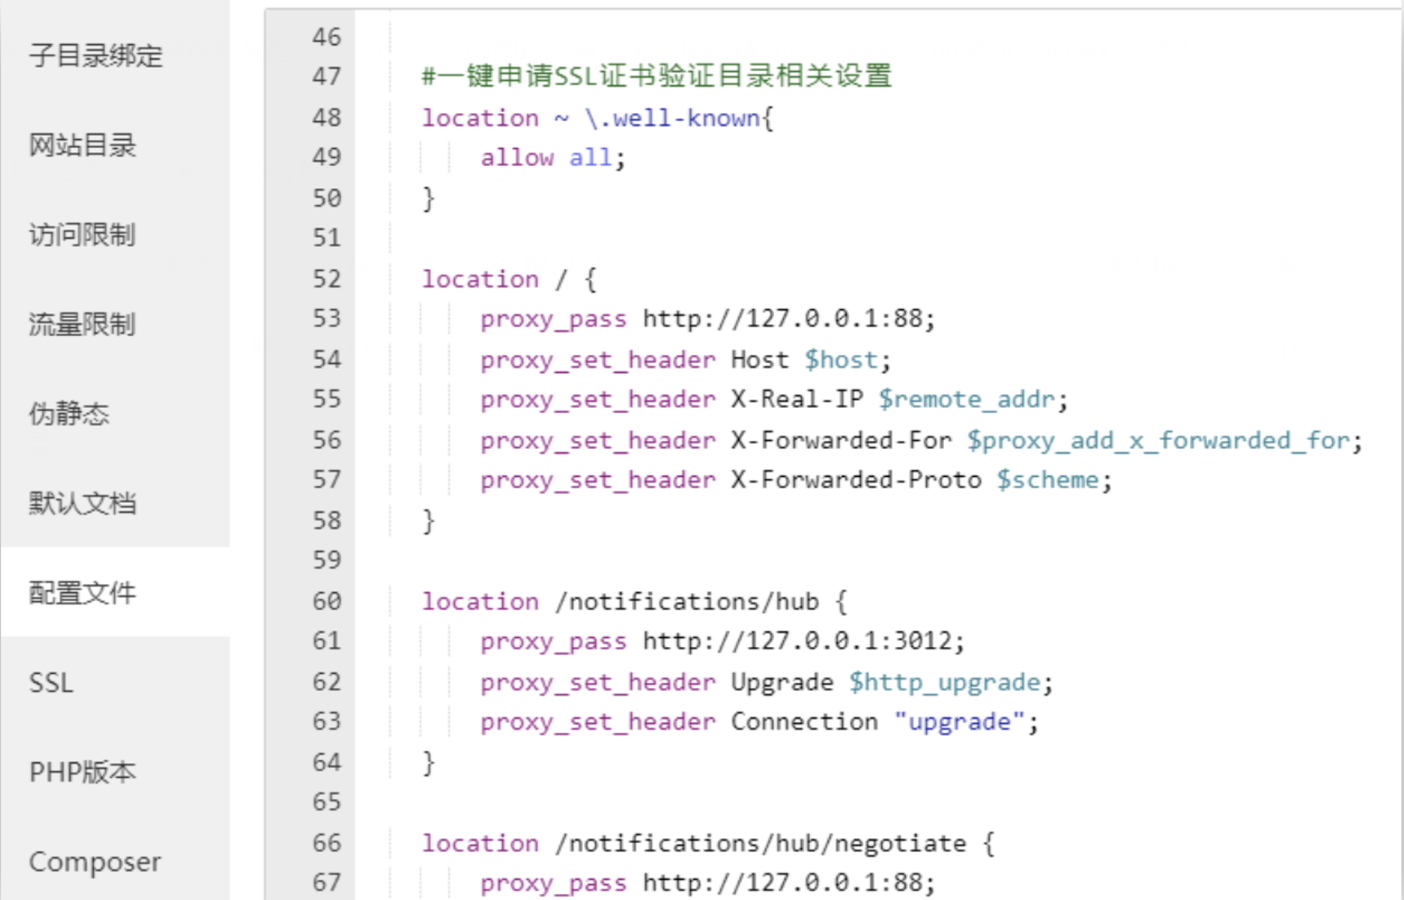 子目录绑定
网站目录
访问限制
流量限制
伪静态
默认文档
配置文件
SSL
PHP版本
Composer
46
47 #一键申请SSL证书验证目录相关设置
48 location ~ \.well-known{
49 allow all;
50 }
51
52 location / {
53 proxy_pass http://127.0.0.1:88;
54 proxy_set_header Host $host;
55 proxy_set_header X-Real-IP $remote_addr;
56 proxy_set_header X-Forwarded-For $proxy_add_x_forwarded_for;
57 proxy_set_header X-Forwarded-Proto $scheme;
58 }
59
60 location /notifications/hub {
61 proxy_pass http://127.0.0.1:3012;
62 proxy_set_header Upgrade $http_upgrade;
63 proxy_set_header Connection "upgrade";
64 }
65
66 location /notifications/hub/negotiate {
67 proxy_pass http://127.0.0.1:88;